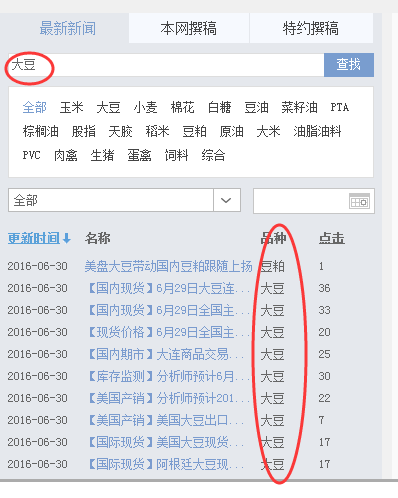 最新新闻 本网撰稿 特约撰稿
大豆 查找
全部 玉米 大豆 小麦 棉花 白糖 豆油 菜籽油 PTA
棕榈油 股指 天胶 稻米 豆粕 原油 大米 油脂油料
PVC 肉禽 生猪 蛋禽 饲料 综合
全部
更新时间 名称 品种 点击
2016-06-30 美盘大豆带动国内豆粕跟随上扬 豆粕 1
2016-06-30 【国内现货】6月29日大豆连... 大豆 36
2016-06-30 【国内现货】6月29日全国主... 大豆 33
2016-06-30 【现货价格】6月29日全国主... 大豆 20
2016-06-30 【国内期市】大连商品交易... 大豆 25
2016-06-30 【库存监测】分析师预计6月... 大豆 30
2016-06-30 【美国产销】分析师预计201... 大豆 22
2016-06-30 【美国产销】美国大豆出口... 大豆 7
2016-06-30 【国际现货】美国大豆现货... 大豆 17
2016-06-30 【国际现货】阿根廷大豆现... 大豆 17